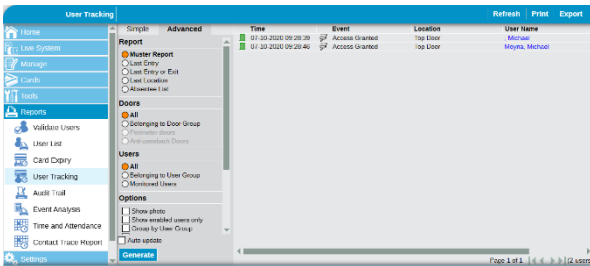 User Tracking
Refresh Print Export
Home
Live System
Manage
Cards
Tools
Reports
Validate Users
User List
Card Expiry
User Tracking
Audit Trail
Event Analysis
Time and Attendance
Contact Trace Report
Settings
Simple Advanced
Report
Muster Report
Last Entry
Last Entry or Exit
Last Location
Absentee List
Doors
All
Belonging to Door Group
Perimeter doors
Anti-passback Doors
Users
All
Belonging to User Group
Monitored Users
Options
Show photo
Show enabled users only
Group by User Group
Auto update
Generate
Time Event Location User Name
07-10-2020 09:28:39 Access Granted Top Door , Michael
07-10-2020 09:28:46 Access Granted Top Door Moyna, Michael
Page 1 of 1 (2 users